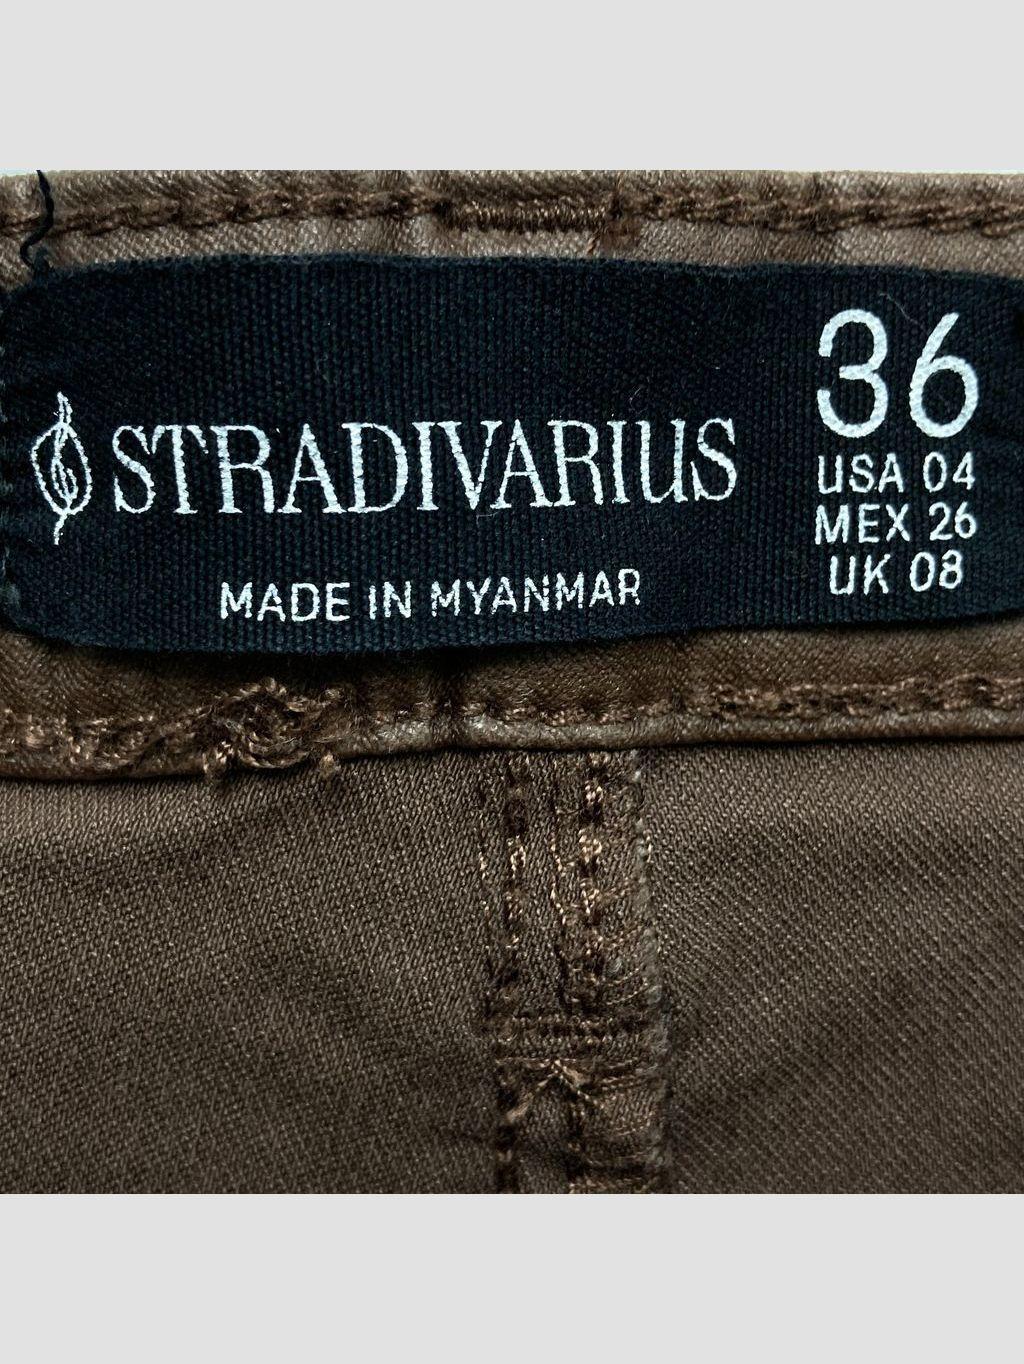 STRADIVARIUS
MADE IN MYANMAR
36
USA 04
MEX 26
UK 08